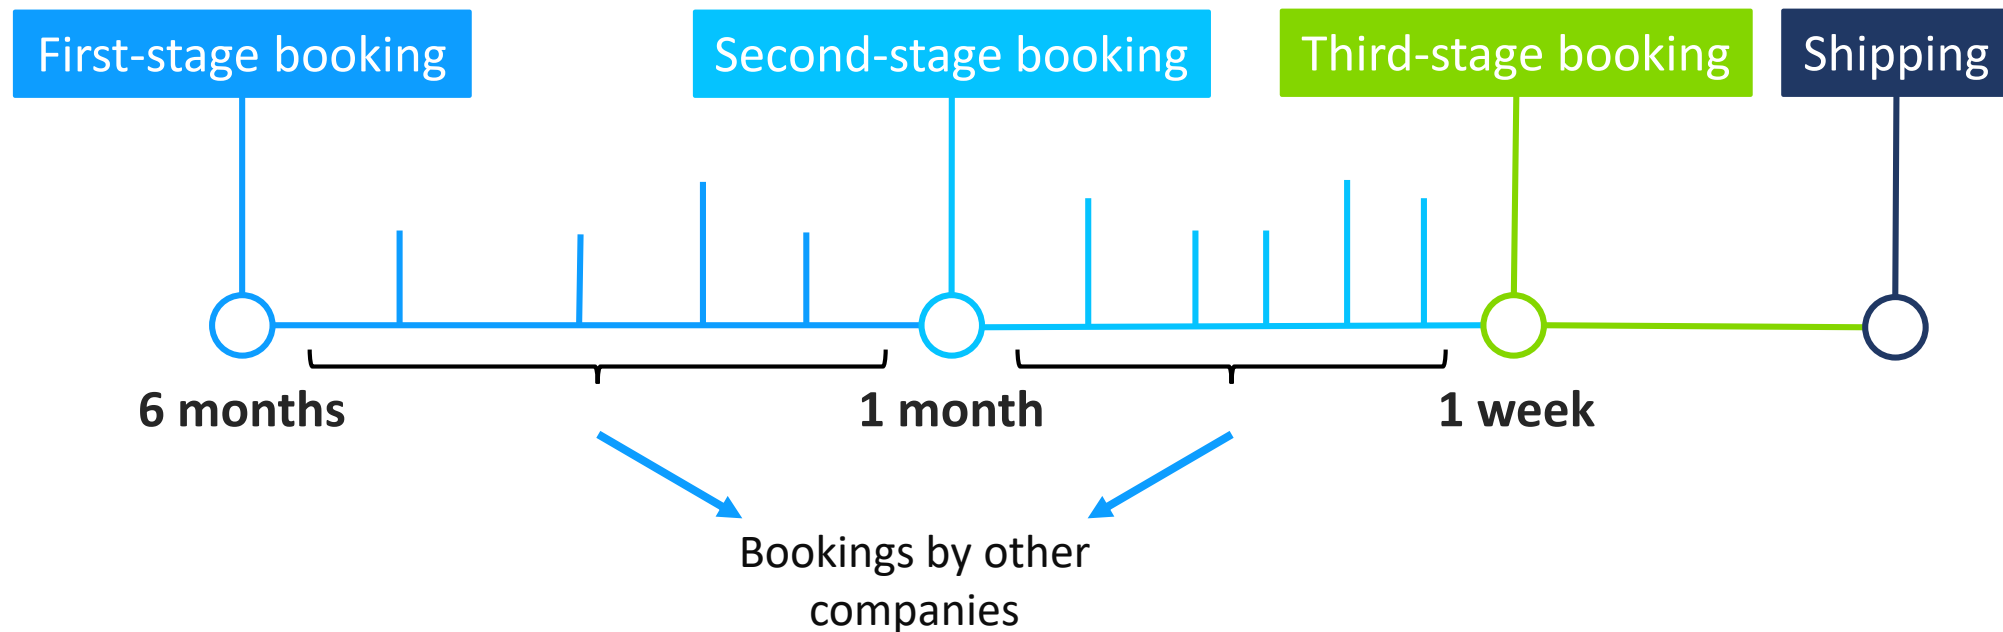 First-stage booking
Second-stage booking
Third-stage booking
Shipping
6 months
1 month
1 week
Bookings by other
companies